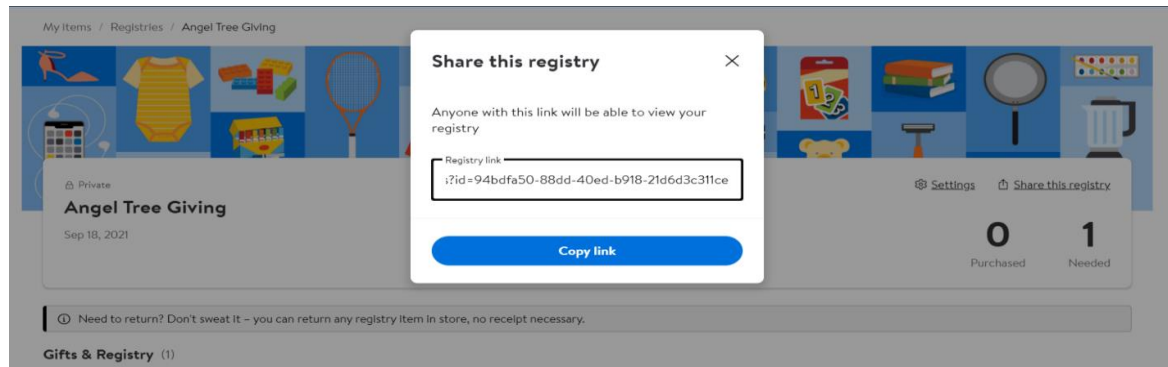 My items / Registries / Angel Tree Giving
Share this registry
Anyone with this link will be able to view your
registry
Registry link
s?id=94bdfa50-88dd-40ed-b918-21d6d3c311ce
Copy link
Private
Angel Tree Giving
Sep 18, 2021
Settings
Share this registry
0
Purchased
1
Needed
Need to return? Don't sweat it – you can return any registry item in store, no receipt necessary.
Gifts & Registry (1)